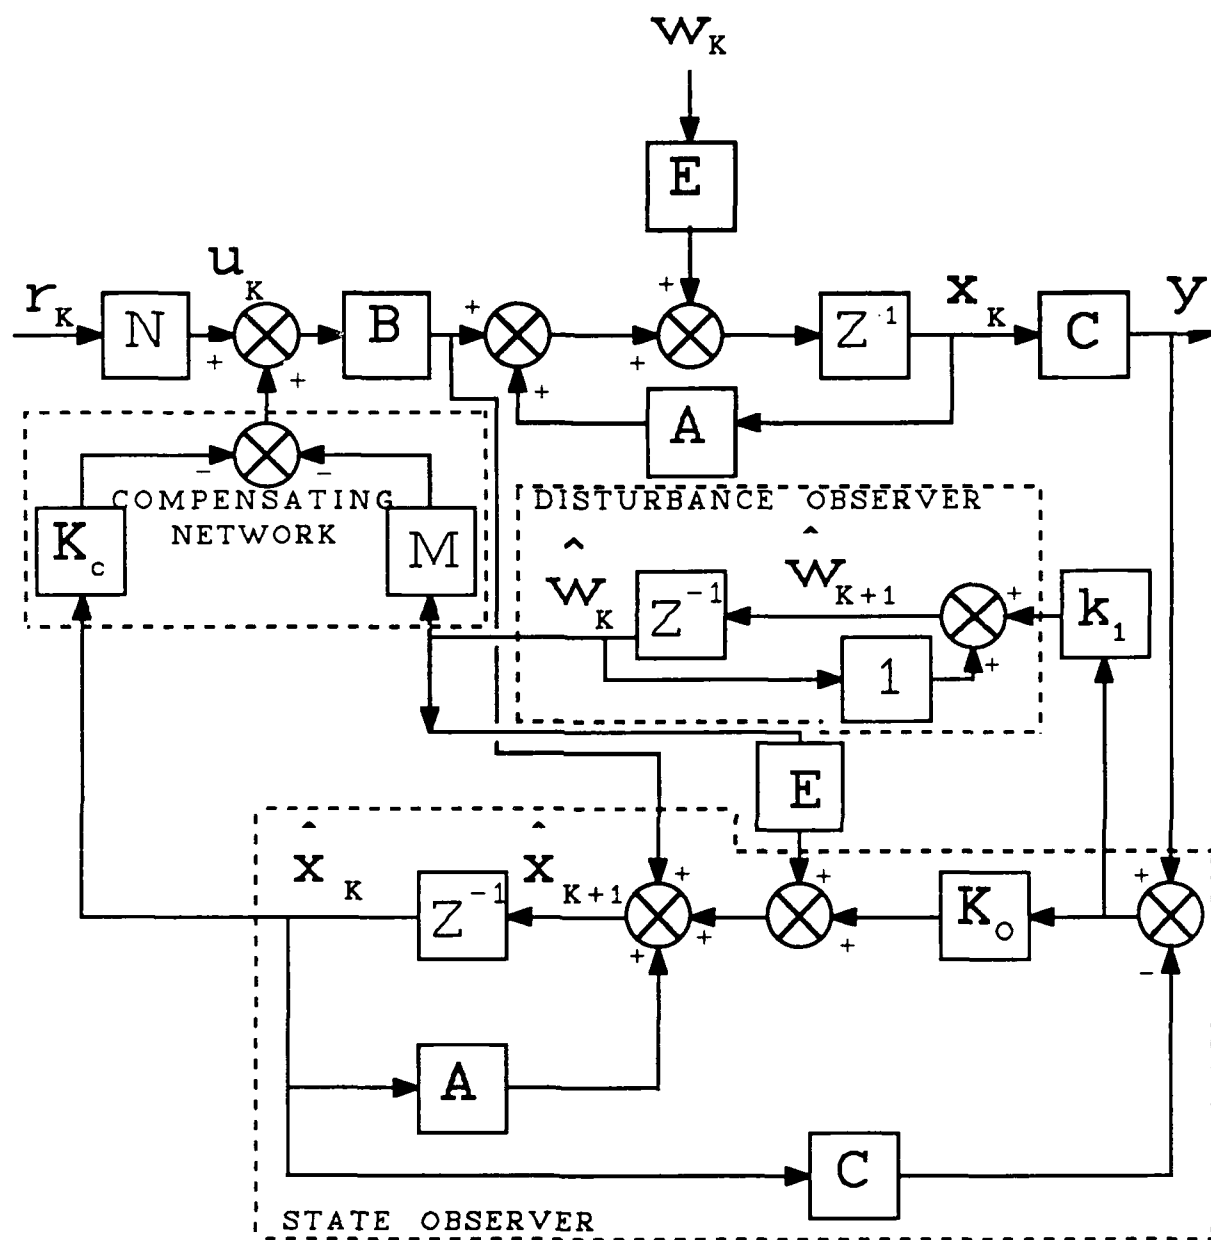 w_K
E
r_K
N
u_K
B
Z^-1
x_K
C
y
A
+
+
+
+
+
+
-
-
COMPENSATING
NETWORK
K_c
M
DISTURBANCE OBSERVER
ŵ_K
Z^-1
ŵ_K+1
+
k_1
1
+
E
x̂_K
Z^-1
x̂_K+1
+
+
+
+
+
K_O
+
-
A
C
STATE OBSERVER